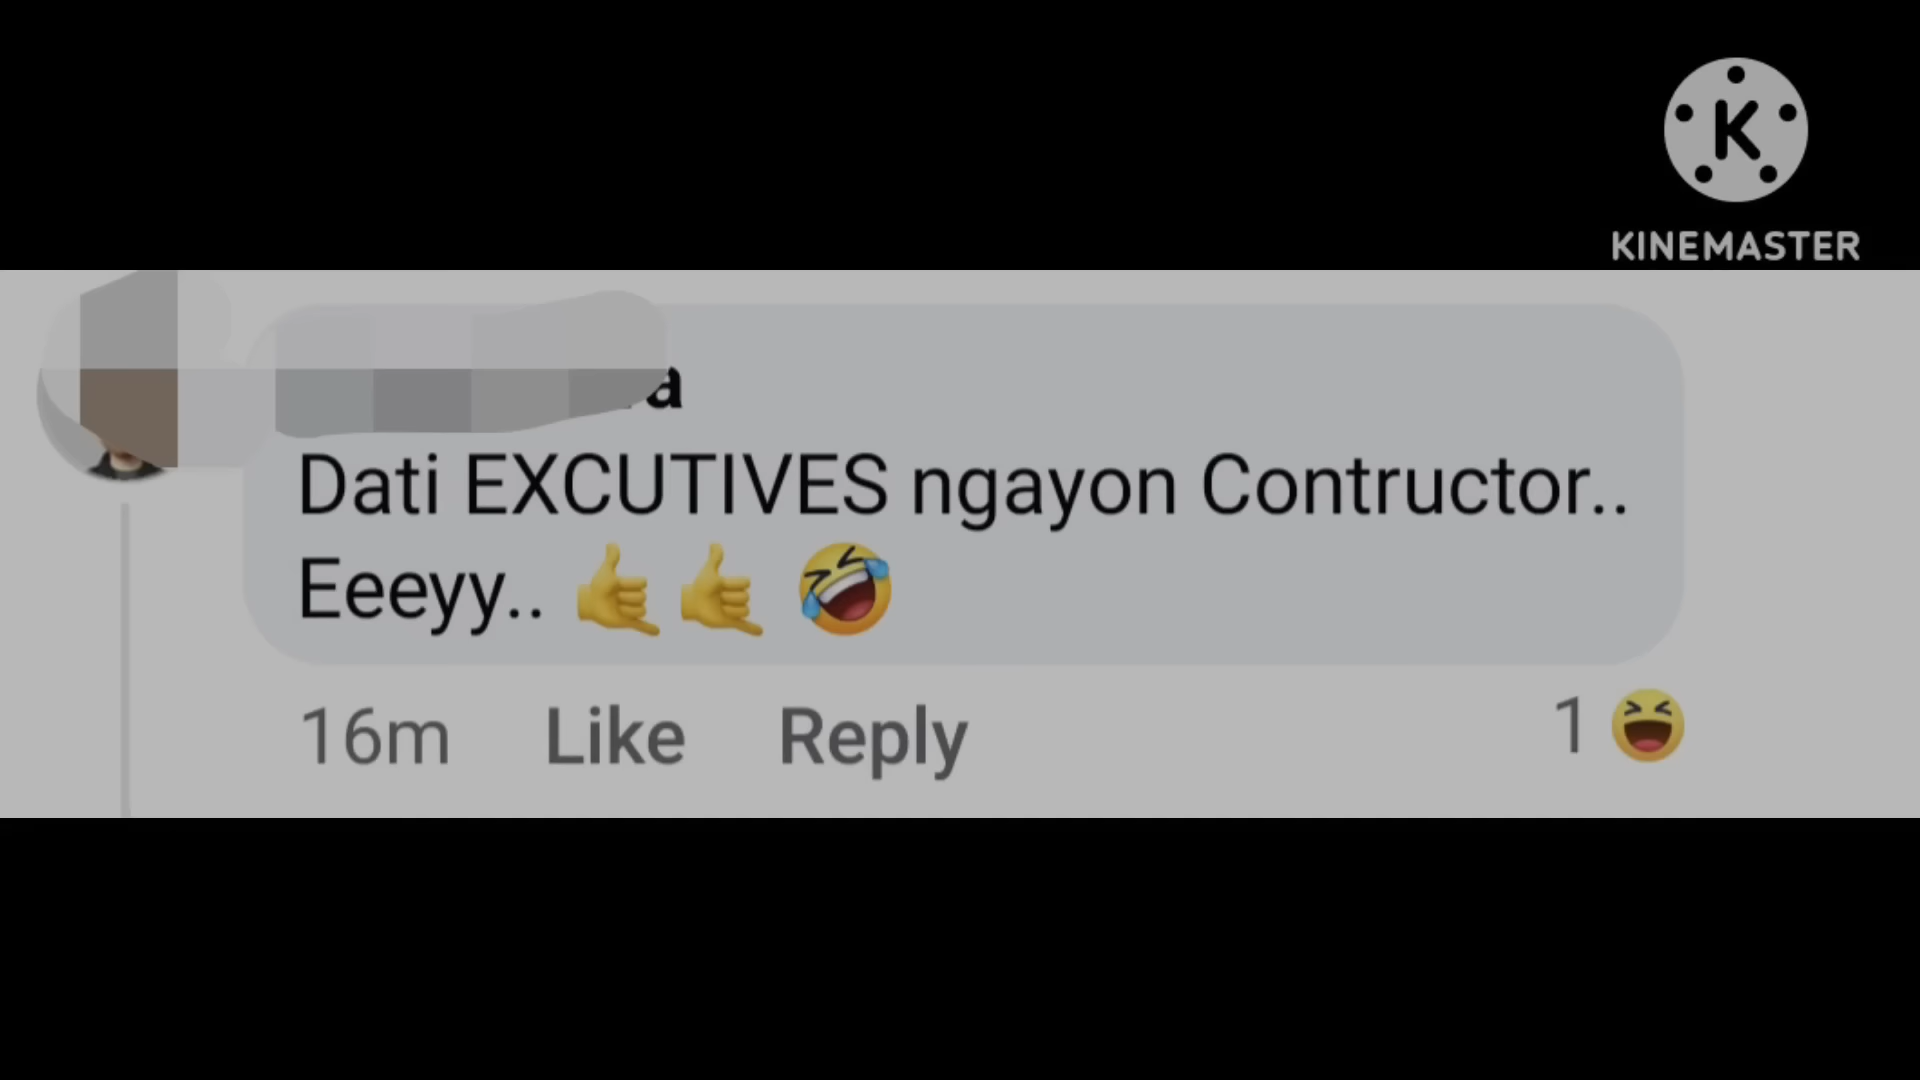 K
KINEMASTER
a
Dati EXCUTIVES ngayon Contructor..
Eeeyy.. 🤙🤙 🤣
16m Like Reply 1 😆